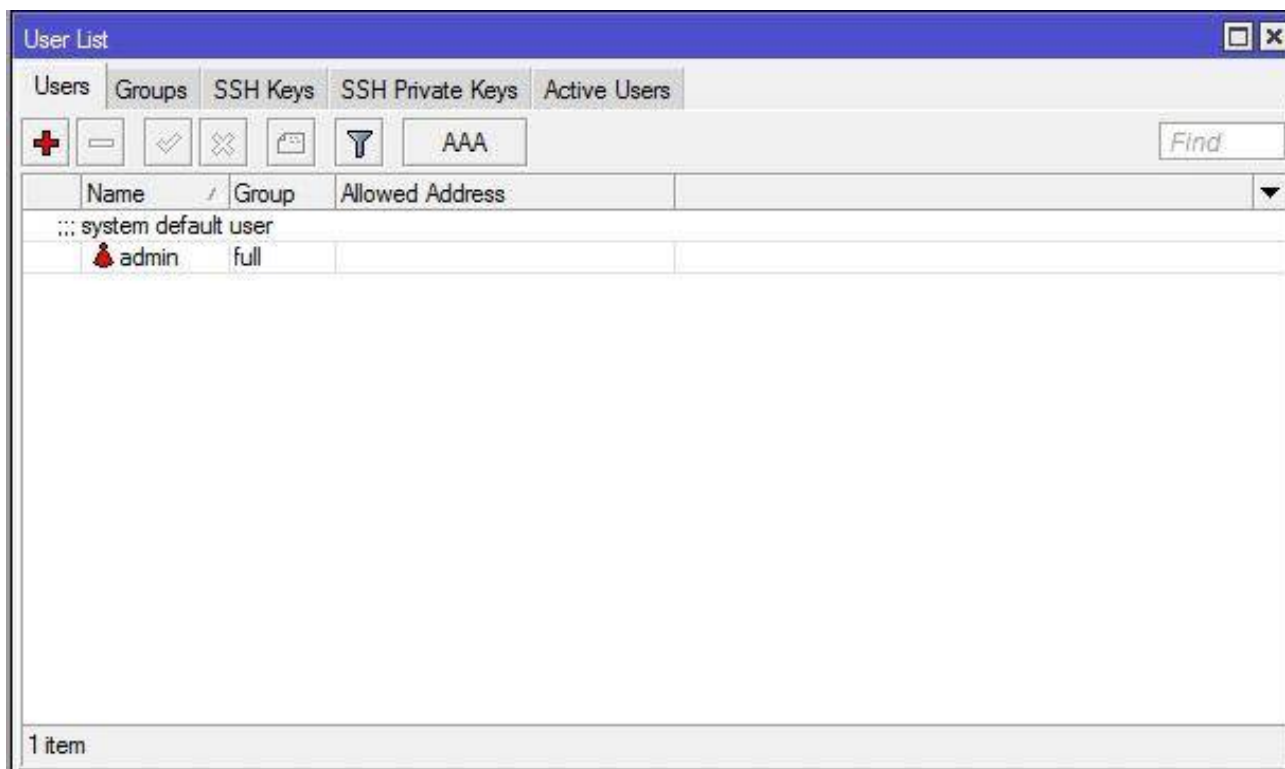 User List
Users Groups SSH Keys SSH Private Keys Active Users
AAA Find
Name Group Allowed Address
;;; system default user
admin full
1 item